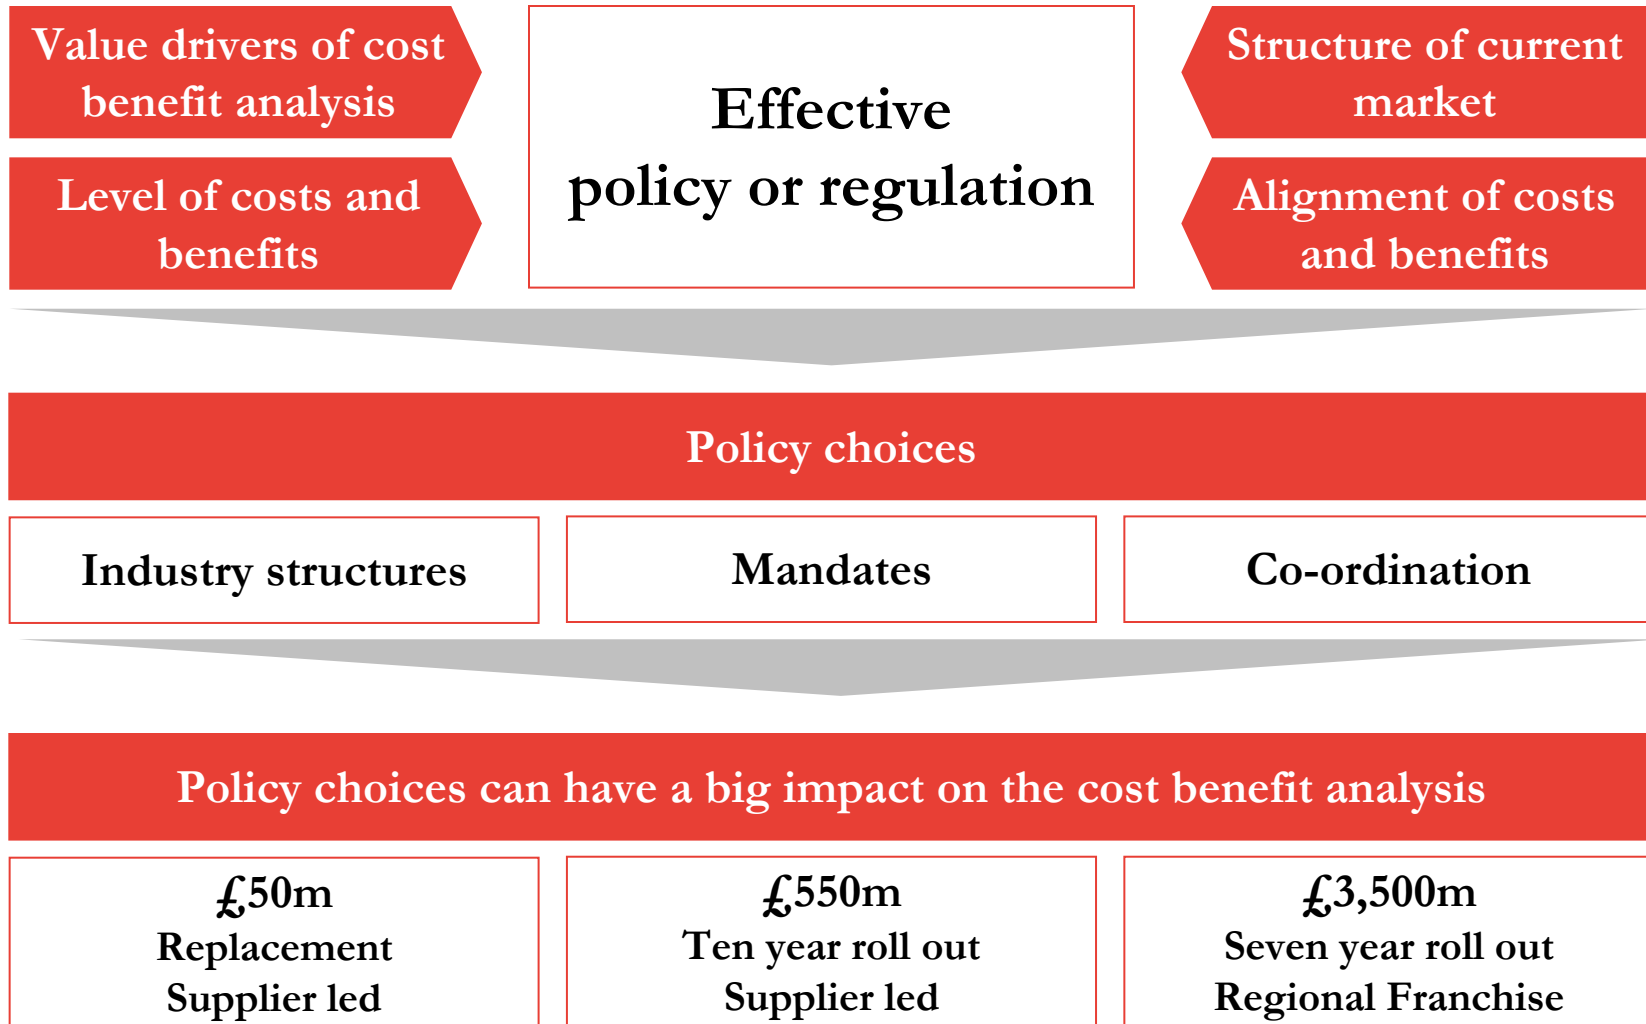 Value drivers of cost
benefit analysis
Level of costs and
benefits
Effective
policy or regulation
Structure of current
market
Alignment of costs
and benefits
Policy choices
Industry structures
Mandates
Co-ordination
Policy choices can have a big impact on the cost benefit analysis
£50m
Replacement
Supplier led
£550m
Ten year roll out
Supplier led
£3,500m
Seven year roll out
Regional Franchise